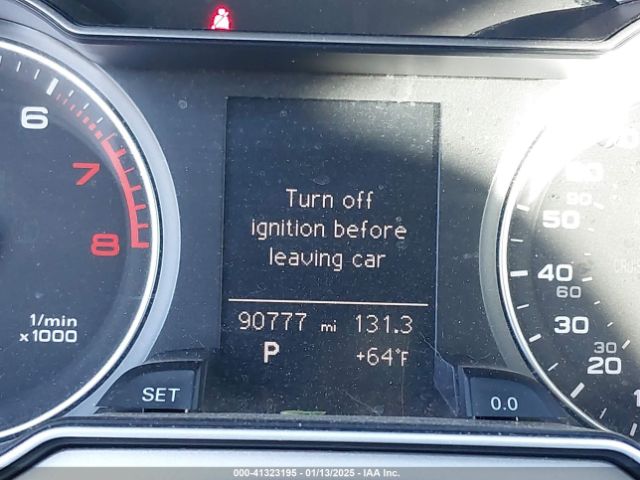 6
7
8
1/min
x 1000
SET
Turn off
ignition before
leaving car
90777 mi 131.3
P +64°F
0.0
50
40
60
30
30
20
000-41323195 - 01/13/2025 - IAA Inc.